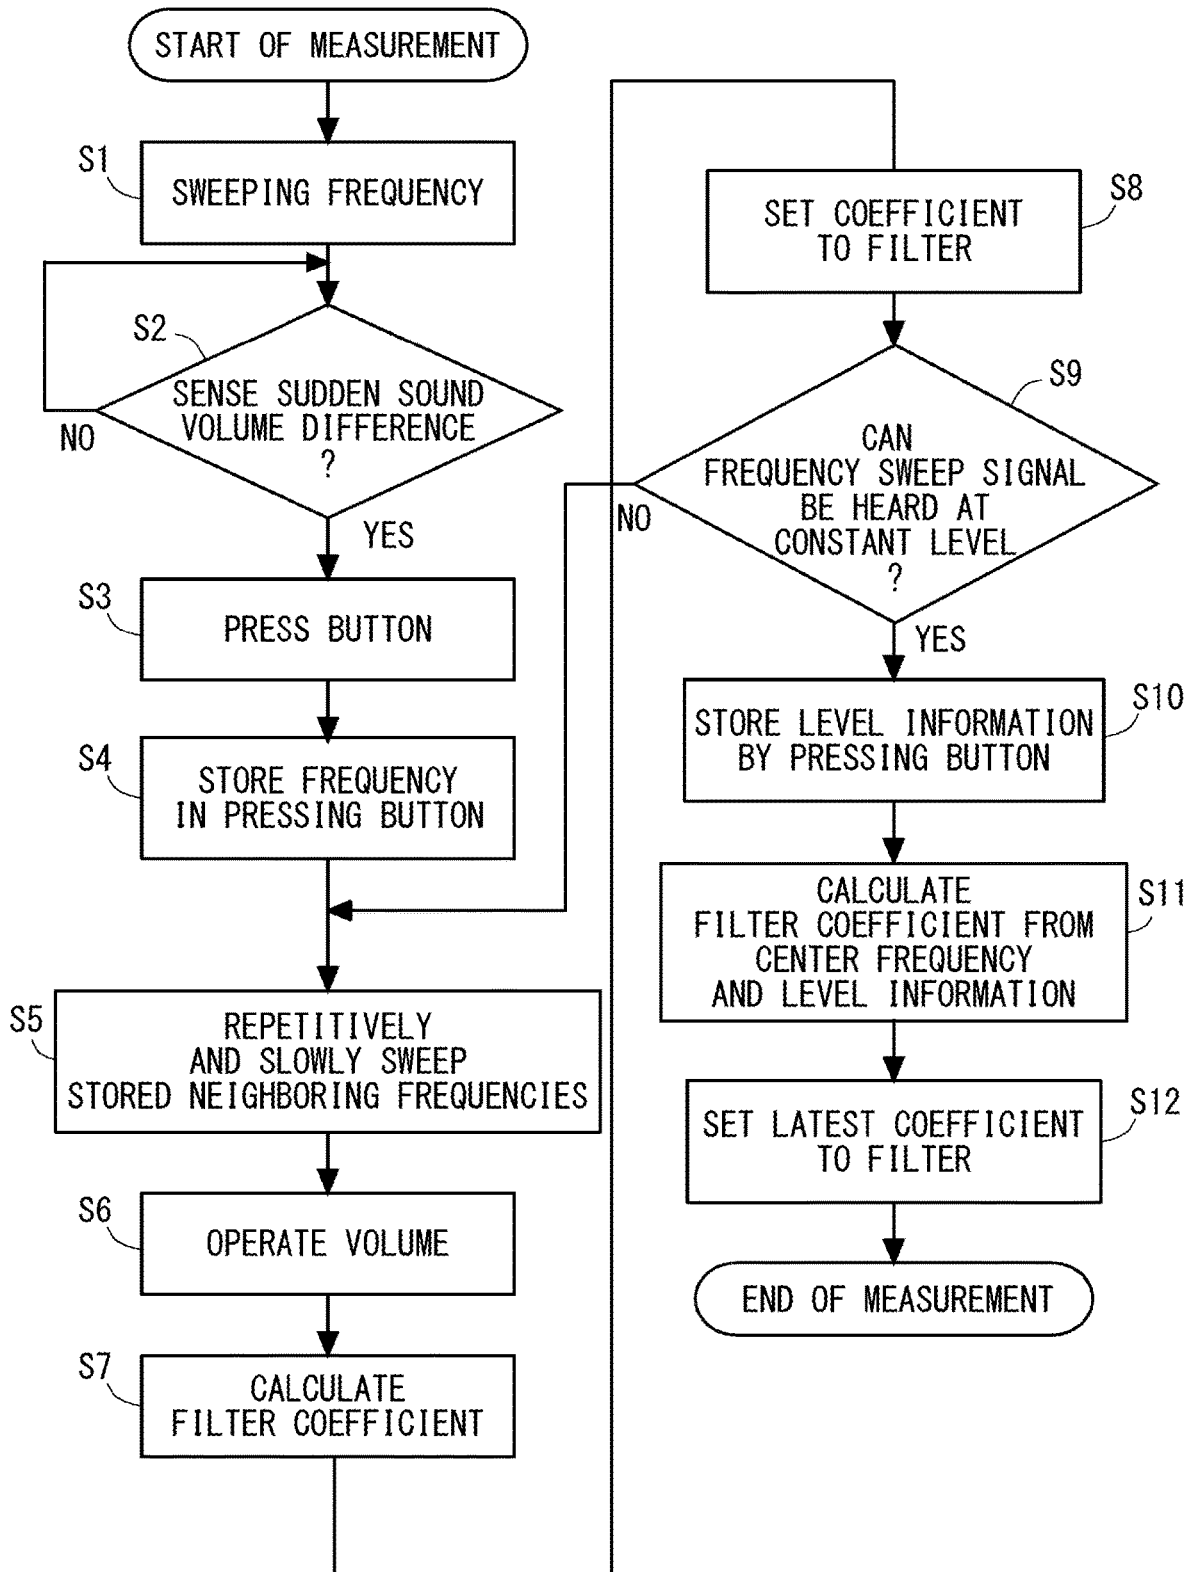 START OF MEASUREMENT
S1
SWEEPING FREQUENCY
S2
SENSE SUDDEN SOUND
VOLUME DIFFERENCE
?
NO
YES
S3
PRESS BUTTON
S4
STORE FREQUENCY
IN PRESSING BUTTON
S5
REPETITIVELY
AND SLOWLY SWEEP
STORED NEIGHBORING FREQUENCIES
S6
OPERATE VOLUME
S7
CALCULATE
FILTER COEFFICIENT
S8
SET COEFFICIENT
TO FILTER
S9
CAN
FREQUENCY SWEEP SIGNAL
BE HEARD AT
CONSTANT LEVEL
?
NO
YES
S10
STORE LEVEL INFORMATION
BY PRESSING BUTTON
S11
CALCULATE
FILTER COEFFICIENT FROM
CENTER FREQUENCY
AND LEVEL INFORMATION
S12
SET LATEST COEFFICIENT
TO FILTER
END OF MEASUREMENT